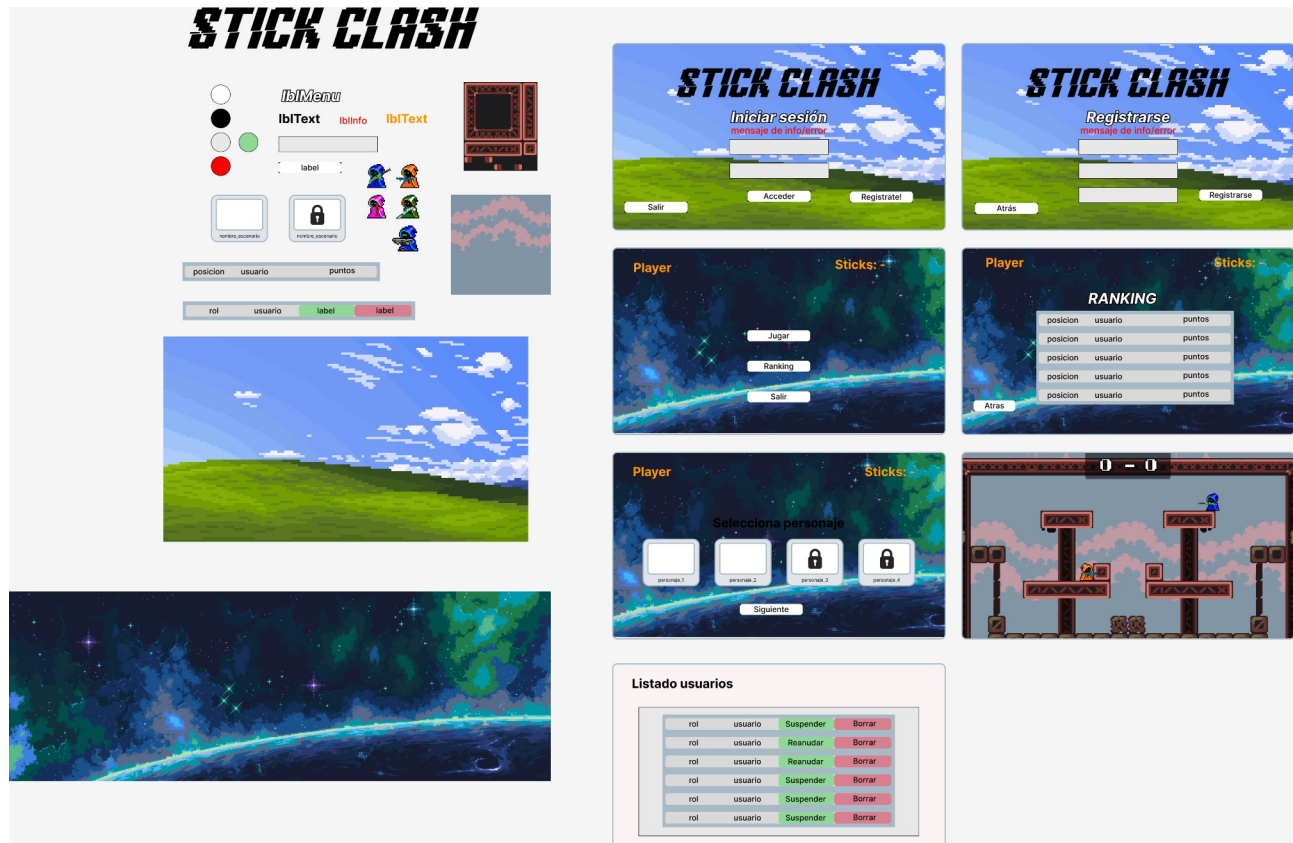 STICK CLASH
lblMenu
lblText lblInfo lblText
label
nombre_escenario nombre_escenario
posicion usuario puntos
rol usuario label label
STICK CLASH
Iniciar sesión
mensaje de info/error
Acceder Registrate!
Salir
STICK CLASH
Registrarse
mensaje de info/error
Registrarse
Atrás
Player Sticks: -
Jugar
Ranking
Salir
Player Sticks: -
RANKING
posicion usuario puntos
posicion usuario puntos
posicion usuario puntos
posicion usuario puntos
posicion usuario puntos
Atras
Player Sticks: -
Selecciona personaje
personaje_1 personaje_2 personaje_3 personaje_4
Siguiente
0 - 0
Listado usuarios
rol usuario Suspender Borrar
rol usuario Reanudar Borrar
rol usuario Reanudar Borrar
rol usuario Suspender Borrar
rol usuario Suspender Borrar
rol usuario Suspender Borrar